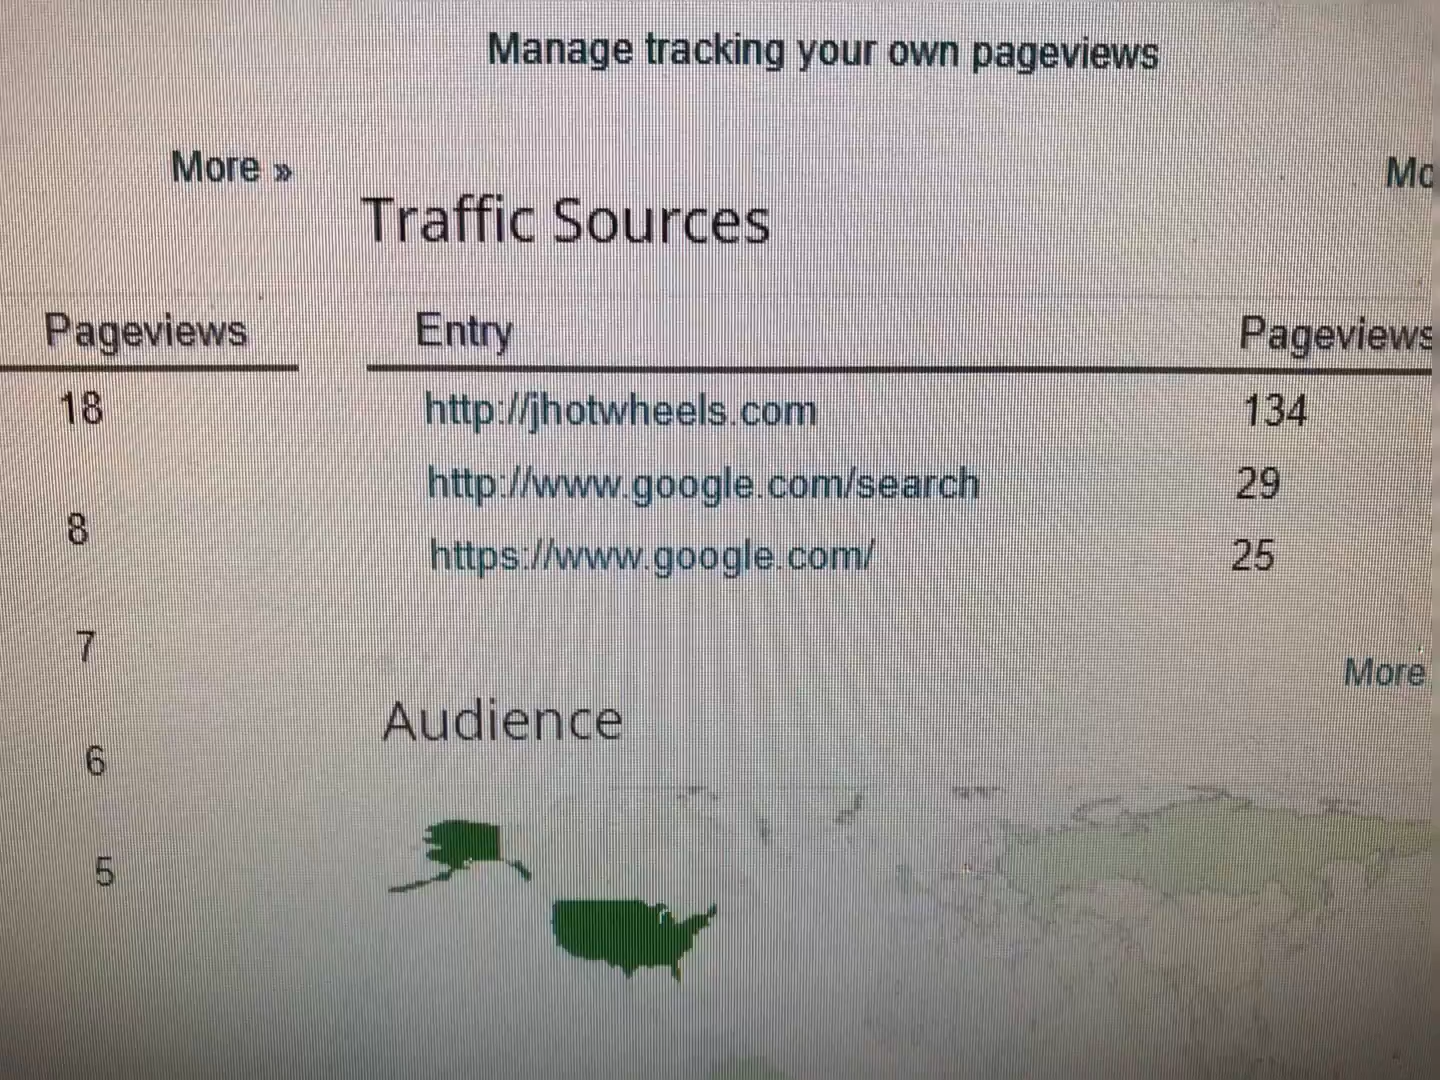 Manage tracking your own pageviews
More »
Traffic Sources
Pageviews
18
8
7
6
5
Entry Pageviews
http://jhotwheels.com 134
http://www.google.com/search 29
https://www.google.com/ 25
More
Audience